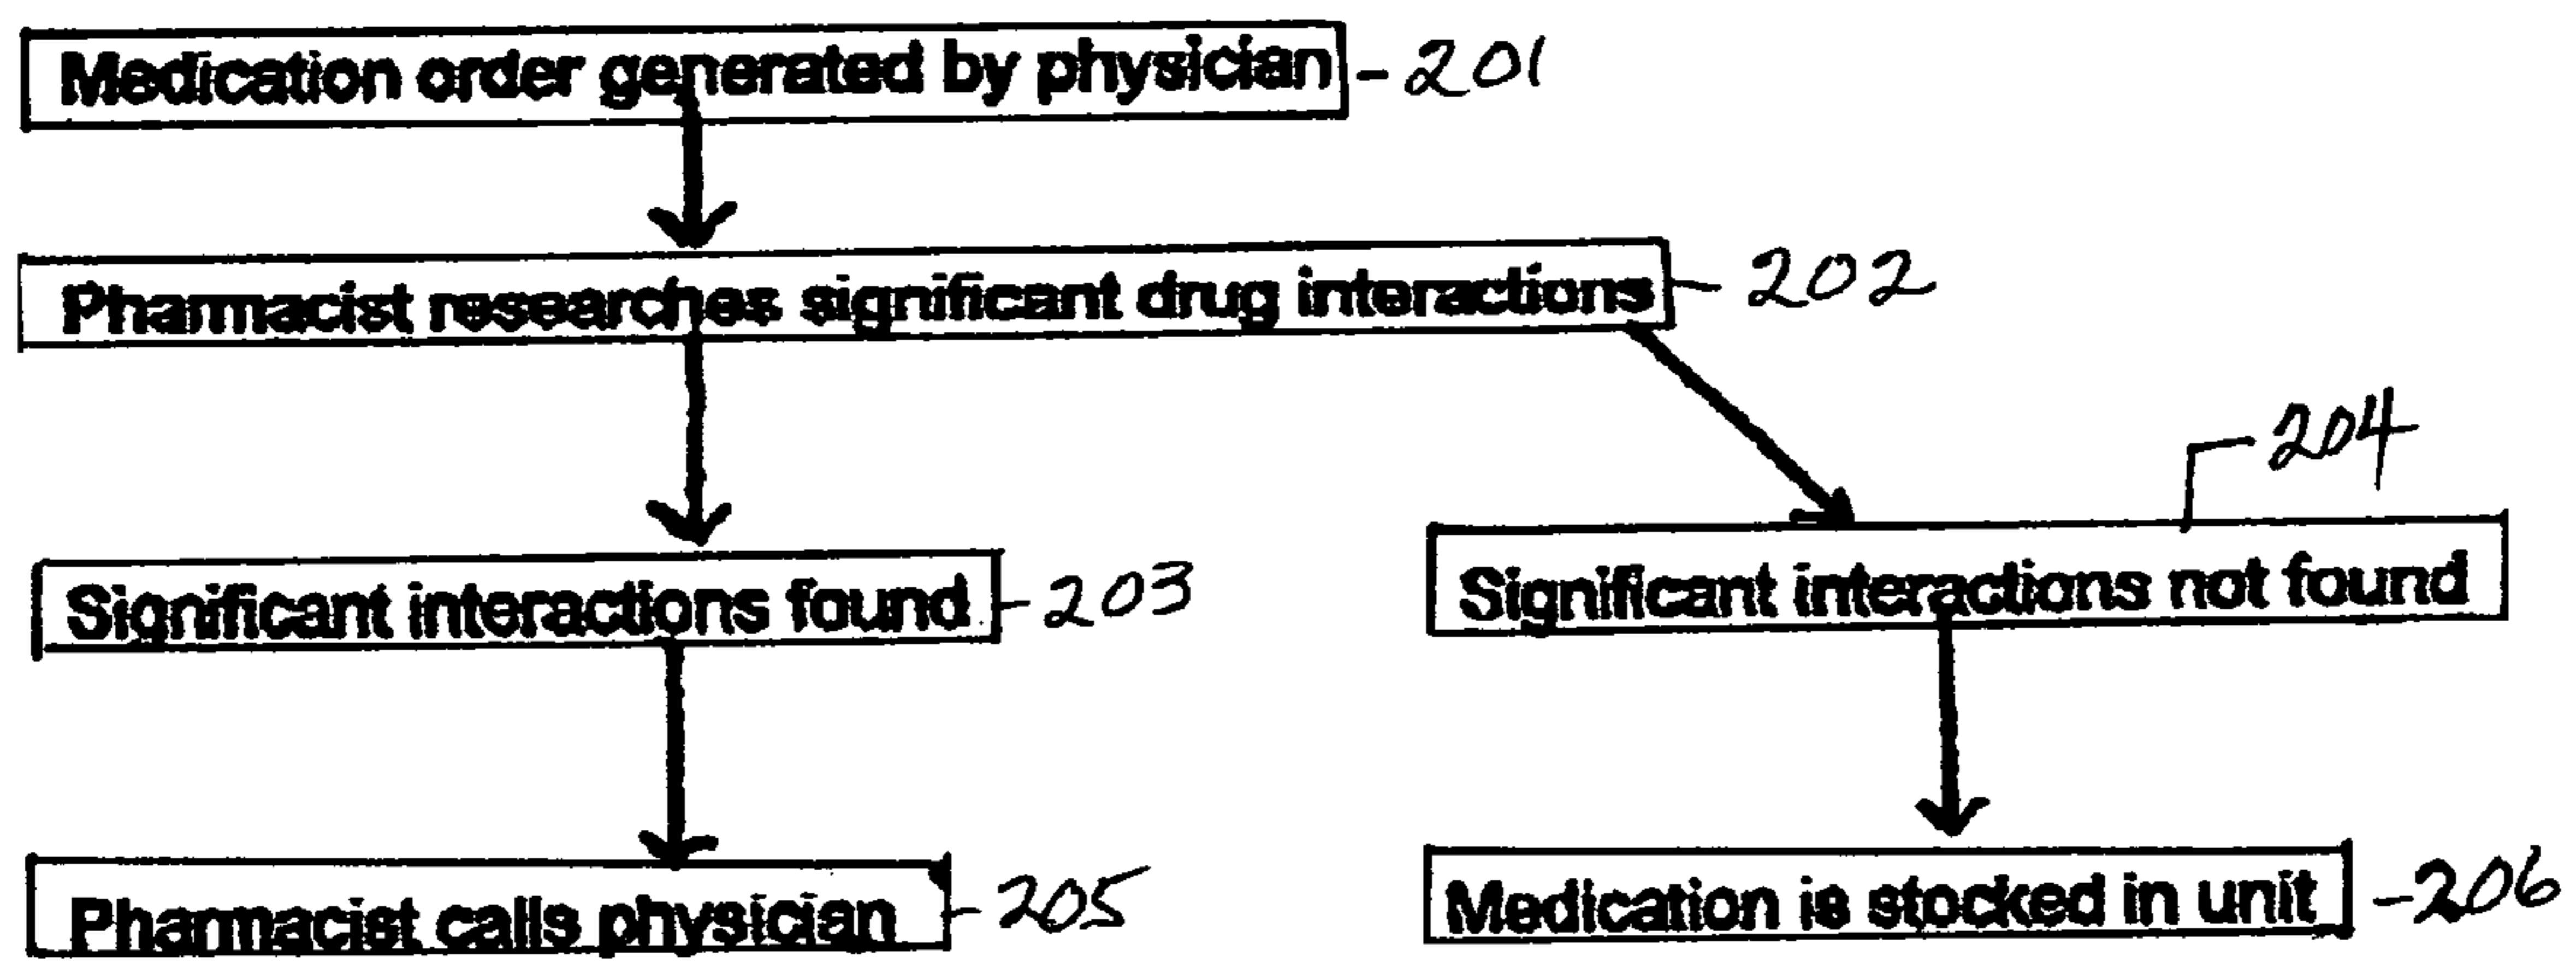 Medication order generated by physician - 201
Pharmacist researches significant drug interactions - 202
204
Significant interactions found - 203
Significant interactions not found
Pharmacist calls physician - 205
Medication is stocked in unit - 206